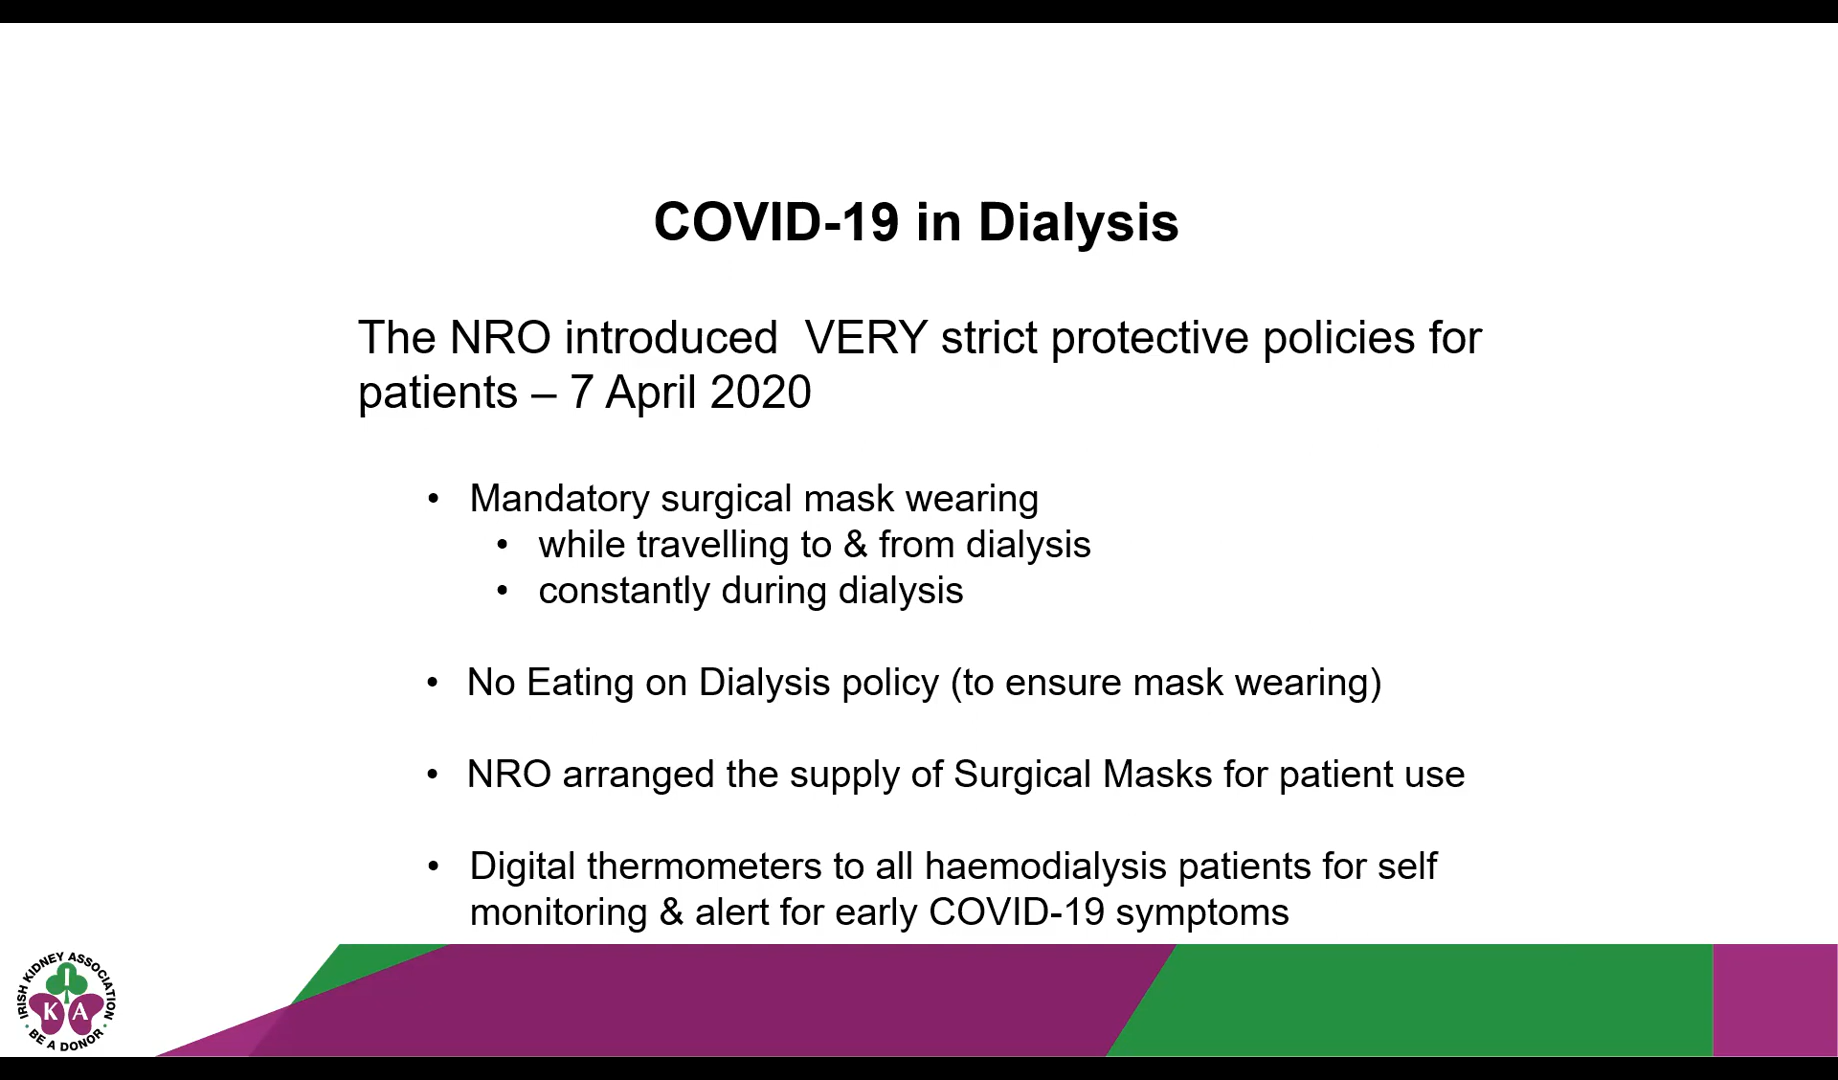 COVID-19 in Dialysis
The NRO introduced  VERY strict protective policies for
patients – 7 April 2020
• Mandatory surgical mask wearing
• while travelling to & from dialysis
• constantly during dialysis
• No Eating on Dialysis policy (to ensure mask wearing)
• NRO arranged the supply of Surgical Masks for patient use
• Digital thermometers to all haemodialysis patients for self
monitoring & alert for early COVID-19 symptoms
IRISH KIDNEY ASSOCIATION
I
K A
• BE A DONOR •